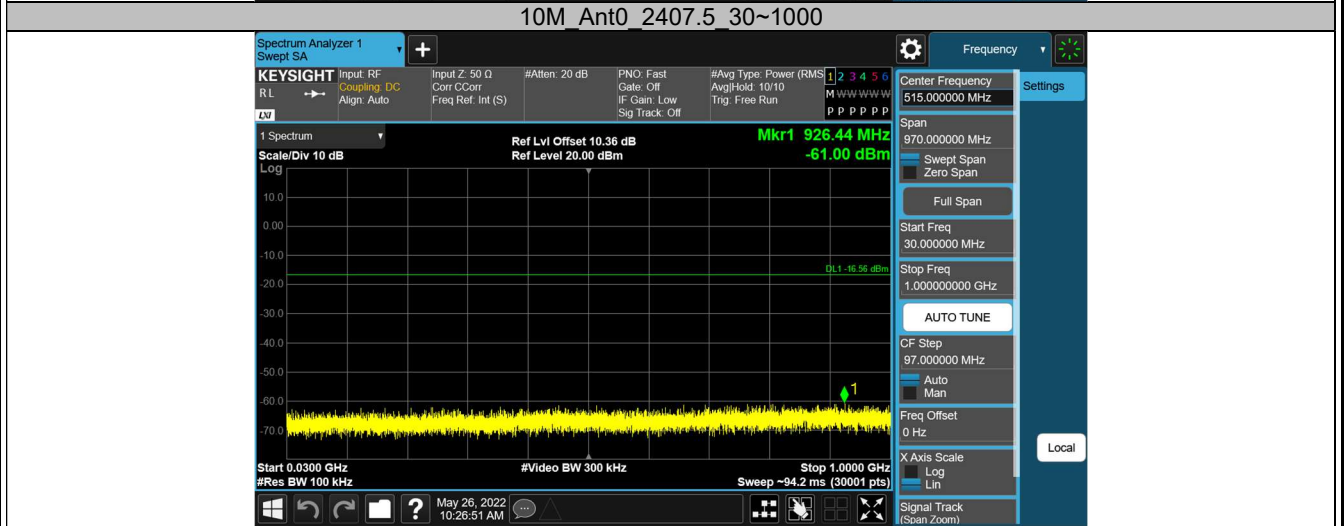 10M_Ant0_2407.5_30~1000
Spectrum Analyzer 1
Swept SA
+
Frequency
KEYSIGHT
RL
LXI
Input: RF
Coupling: DC
Align: Auto
Input Z: 50 Ω
Corr CCorr
Freq Ref: Int (S)
#Atten: 20 dB
PNO: Fast
Gate: Off
IF Gain: Low
Sig Track: Off
#Avg Type: Power (RMS
Avg|Hold: 10/10
Trig: Free Run
1 2 3 4 5 6
M W W W W W
P P P P P P
1 Spectrum
Scale/Div 10 dB
Log
Ref Lvl Offset 10.36 dB
Ref Level 20.00 dBm
Mkr1 926.44 MHz
-61.00 dBm
10.0
0.00
-10.0
-20.0
-30.0
-40.0
-50.0
-60.0
-70.0
DL1 -16.56 dBm
1
Start 0.0300 GHz
#Res BW 100 kHz
#Video BW 300 kHz
Stop 1.0000 GHz
Sweep ~94.2 ms (30001 pts)
Center Frequency
515.000000 MHz
Span
970.000000 MHz
Swept Span
Zero Span
Full Span
Start Freq
30.000000 MHz
Stop Freq
1.000000000 GHz
AUTO TUNE
CF Step
97.000000 MHz
Auto
Man
Freq Offset
0 Hz
X Axis Scale
Log
Lin
Signal Track
(Span Zoom)
Settings
Local
?
May 26, 2022
10:26:51 AM